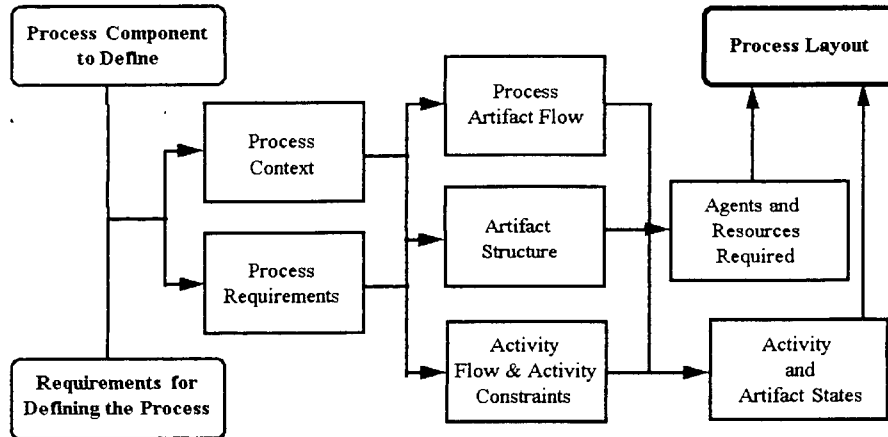 Process Component
to Define
Process Layout
Process
Artifact Flow
Process
Context
Artifact
Structure
Agents and
Resources
Required
Process
Requirements
Activity
Flow & Activity
Constraints
Activity
and
Artifact States
Requirements for
Defining the Process